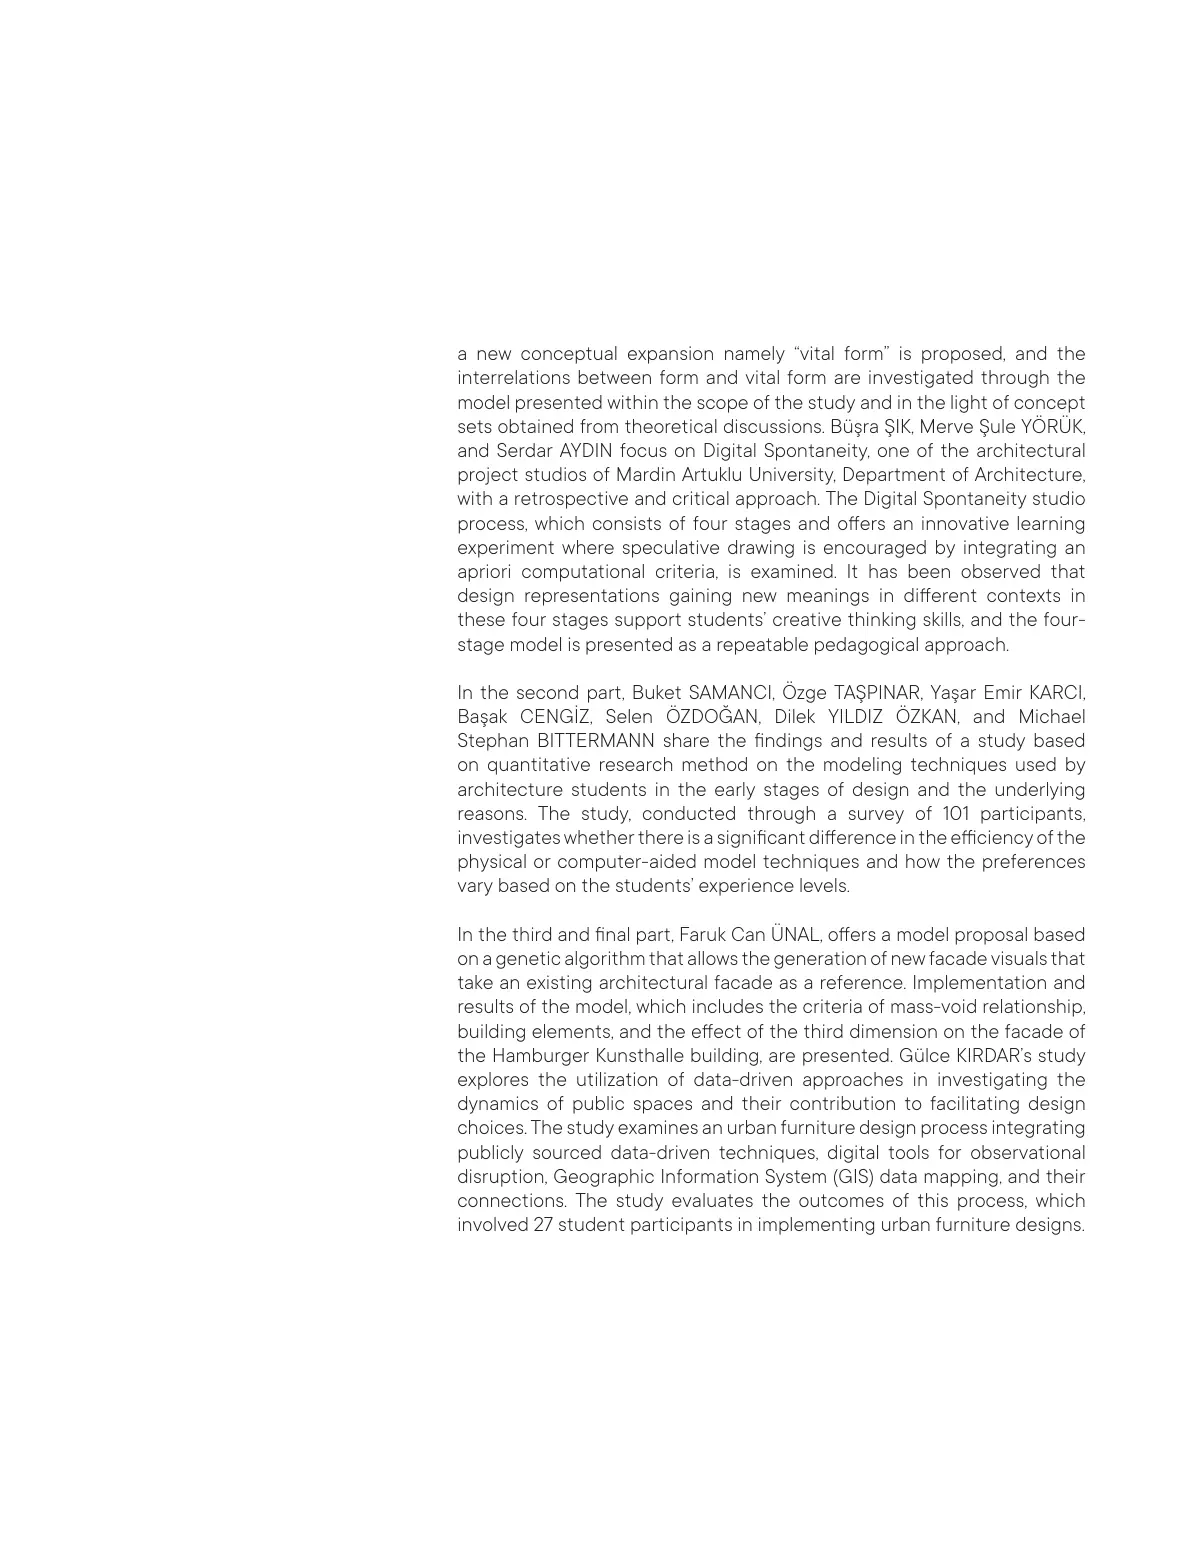 a new conceptual expansion namely “vital form” is proposed, and the
interrelations between form and vital form are investigated through the
model presented within the scope of the study and in the light of concept
sets obtained from theoretical discussions. Büşra ŞIK, Merve Şule YÖRÜK,
and Serdar AYDIN focus on Digital Spontaneity, one of the architectural
project studios of Mardin Artuklu University, Department of Architecture,
with a retrospective and critical approach. The Digital Spontaneity studio
process, which consists of four stages and offers an innovative learning
experiment where speculative drawing is encouraged by integrating an
apriori computational criteria, is examined. It has been observed that
design representations gaining new meanings in different contexts in
these four stages support students’ creative thinking skills, and the four-
stage model is presented as a repeatable pedagogical approach.
In the second part, Buket SAMANCI, Özge TAŞPINAR, Yaşar Emir KARCI,
Başak CENGİZ, Selen ÖZDOĞAN, Dilek YILDIZ ÖZKAN, and Michael
Stephan BITTERMANN share the findings and results of a study based
on quantitative research method on the modeling techniques used by
architecture students in the early stages of design and the underlying
reasons. The study, conducted through a survey of 101 participants,
investigates whether there is a significant difference in the efficiency of the
physical or computer-aided model techniques and how the preferences
vary based on the students’ experience levels.
In the third and final part, Faruk Can ÜNAL, offers a model proposal based
on a genetic algorithm that allows the generation of new facade visuals that
take an existing architectural facade as a reference. Implementation and
results of the model, which includes the criteria of mass-void relationship,
building elements, and the effect of the third dimension on the facade of
the Hamburger Kunsthalle building, are presented. Gülce KIRDAR’s study
explores the utilization of data-driven approaches in investigating the
dynamics of public spaces and their contribution to facilitating design
choices. The study examines an urban furniture design process integrating
publicly sourced data-driven techniques, digital tools for observational
disruption, Geographic Information System (GIS) data mapping, and their
connections. The study evaluates the outcomes of this process, which
involved 27 student participants in implementing urban furniture designs.